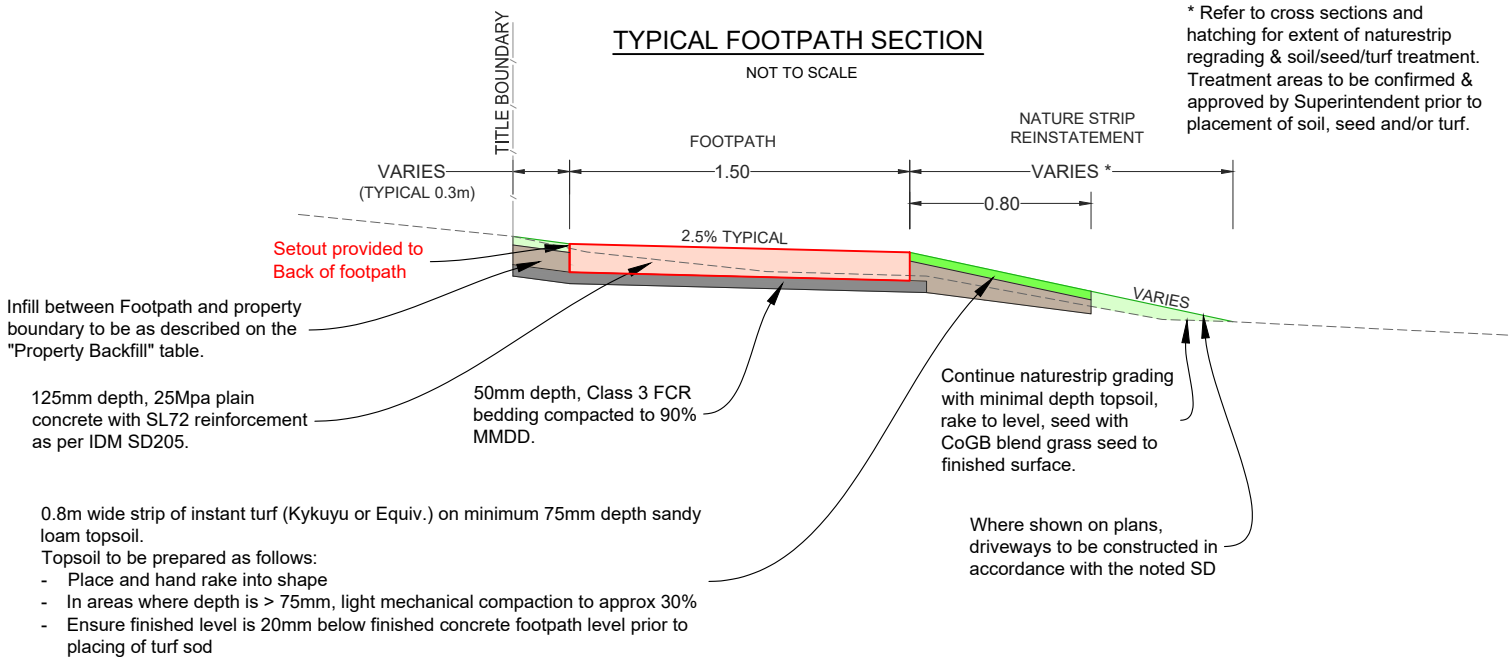 TYPICAL FOOTPATH SECTION
NOT TO SCALE
* Refer to cross sections and
hatching for extent of naturestrip
regrading & soil/seed/turf treatment.
Treatment areas to be confirmed &
approved by Superintendent prior to
placement of soil, seed and/or turf.
TITLE BOUNDARY
VARIES
(TYPICAL 0.3m)
FOOTPATH
1.50
NATURE STRIP
REINSTATEMENT
VARIES *
0.80
2.5% TYPICAL
VARIES
Setout provided to
Back of footpath
Infill between Footpath and property
boundary to be as described on the
"Property Backfill" table.
125mm depth, 25Mpa plain
concrete with SL72 reinforcement
as per IDM SD205.
50mm depth, Class 3 FCR
bedding compacted to 90%
MMDD.
Continue naturestrip grading
with minimal depth topsoil,
rake to level, seed with
CoGB blend grass seed to
finished surface.
Where shown on plans,
driveways to be constructed in
accordance with the noted SD
0.8m wide strip of instant turf (Kykuyu or Equiv.) on minimum 75mm depth sandy
loam topsoil.
Topsoil to be prepared as follows:
- Place and hand rake into shape
- In areas where depth is > 75mm, light mechanical compaction to approx 30%
- Ensure finished level is 20mm below finished concrete footpath level prior to
placing of turf sod